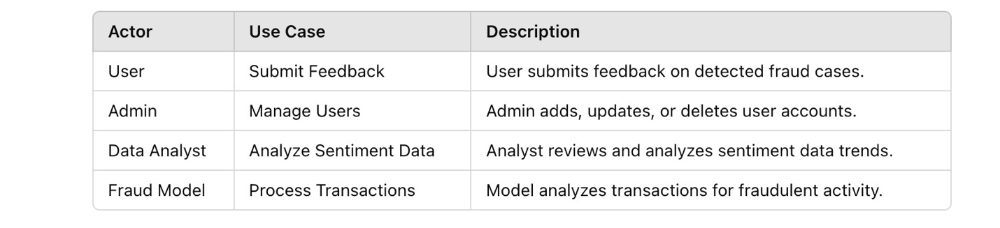 Actor Use Case Description
User Submit Feedback User submits feedback on detected fraud cases.
Admin Manage Users Admin adds, updates, or deletes user accounts.
Data Analyst Analyze Sentiment Data Analyst reviews and analyzes sentiment data trends.
Fraud Model Process Transactions Model analyzes transactions for fraudulent activity.